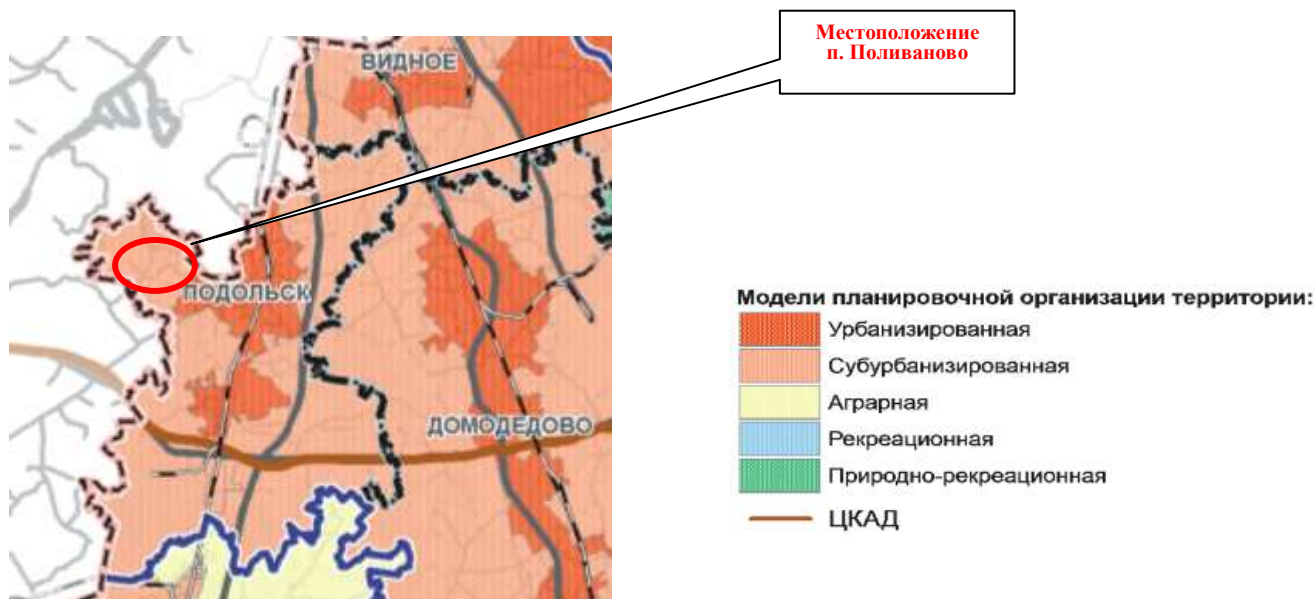 Местоположение
п. Поливаново
ВИДНОЕ
ПОДОЛЬСК
ДОМОДЕДОВО
Модели планировочной организации территории:
Урбанизированная
Субурбанизированная
Аграрная
Рекреационная
Природно-рекреационная
ЦКАД